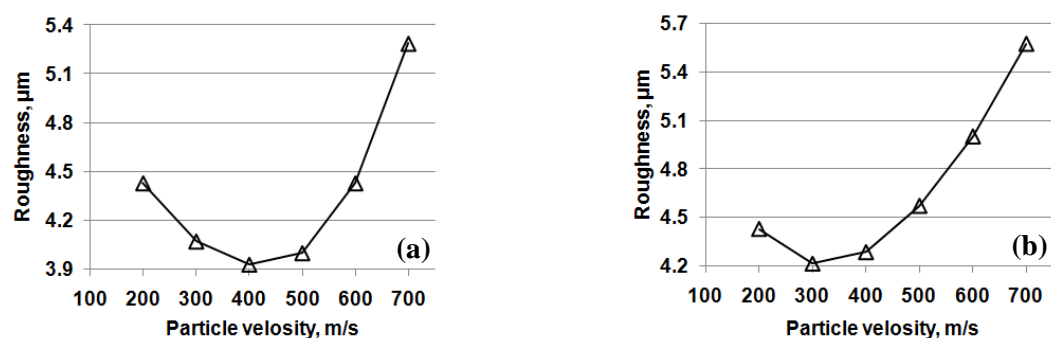 5.4
5.1
4.8
4.5
4.2
3.9
Roughness, µm
100 200 300 400 500 600 700
Particle velosity, m/s
(a)
5.7
5.4
5.1
4.8
4.5
4.2
Roughness, µm
100 200 300 400 500 600 700
Particle velosity, m/s
(b)